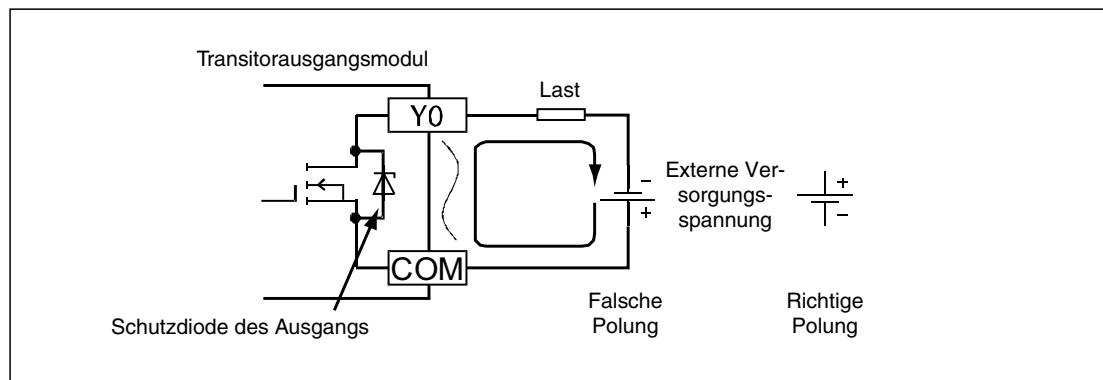 Transitorausgangsmodul
Last
Y0
-
+
Externe Ver-
sorgungs-
spannung
+
-
COM
Schutzdiode des Ausgangs
Falsche
Polung
Richtige
Polung